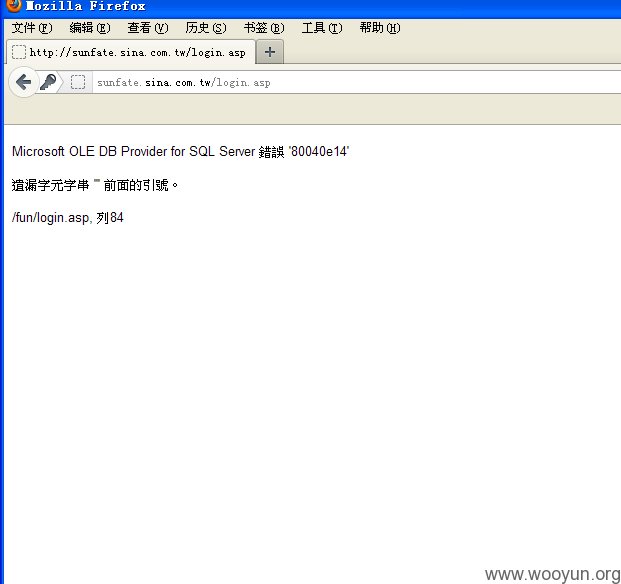 Mozilla Firefox
文件(F) 编辑(E) 查看(V) 历史(S) 书签(B) 工具(T) 帮助(H)
http://sunfate.sina.com.tw/login.asp
sunfate.sina.com.tw/login.asp
Microsoft OLE DB Provider for SQL Server 錯誤 '80040e14'
遺漏字元字串 '' 前面的引號。
/fun/login.asp, 列84
www.wooyun.org